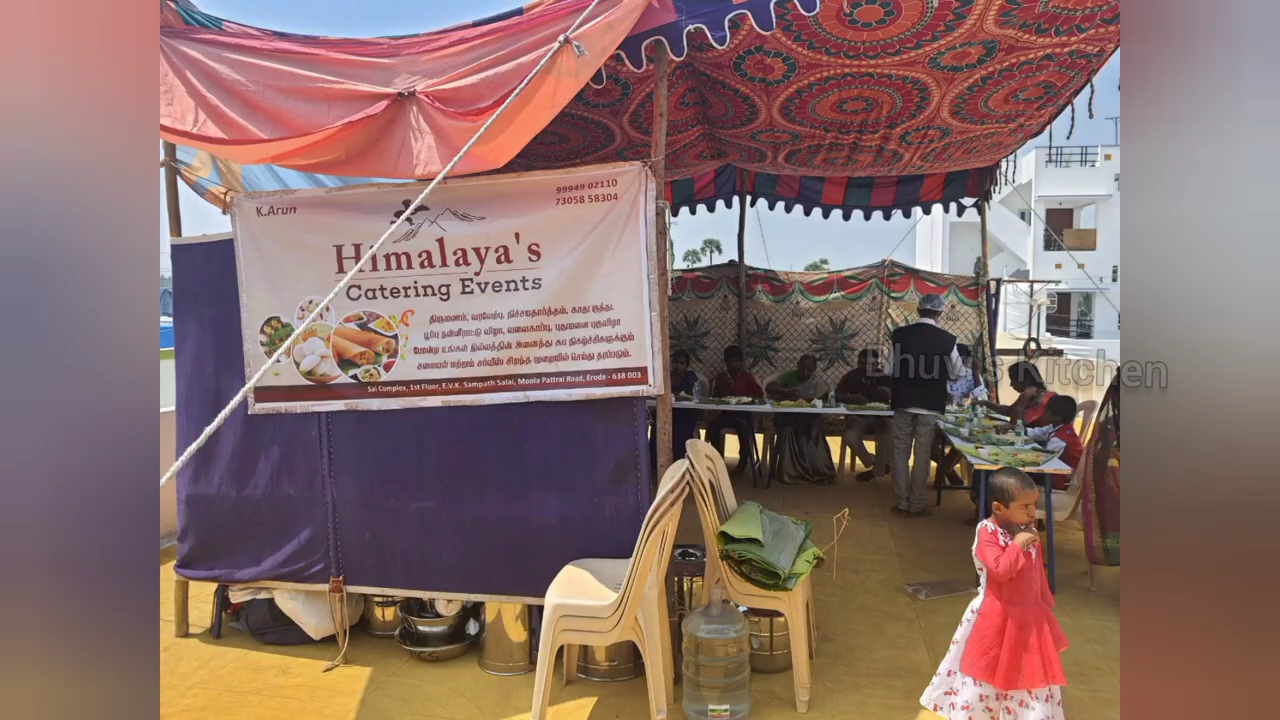 K.Arun
99949 02110
73058 58304
Himalaya's
Catering Events
திருமணம், வரவேற்பு, நிச்சயதார்த்தம், காதுகுத்து,
பூப்பு நன்னீராட்டு விழா, வளைகாப்பு, புதுமனை புகுவிழா
போன்ற உங்கள் இல்லத்தின் அனைத்து சுப நிகழ்ச்சிகளுக்கும்
சமையல் மற்றும் சர்வீஸ் சிறந்த முறையில் செய்து தரப்படும்.
Sai Complex, 1st Floor, E.V.K. Sampath Salai, Moola Pattrai Road, Erode - 638 003
Bhuvi's Kitchen